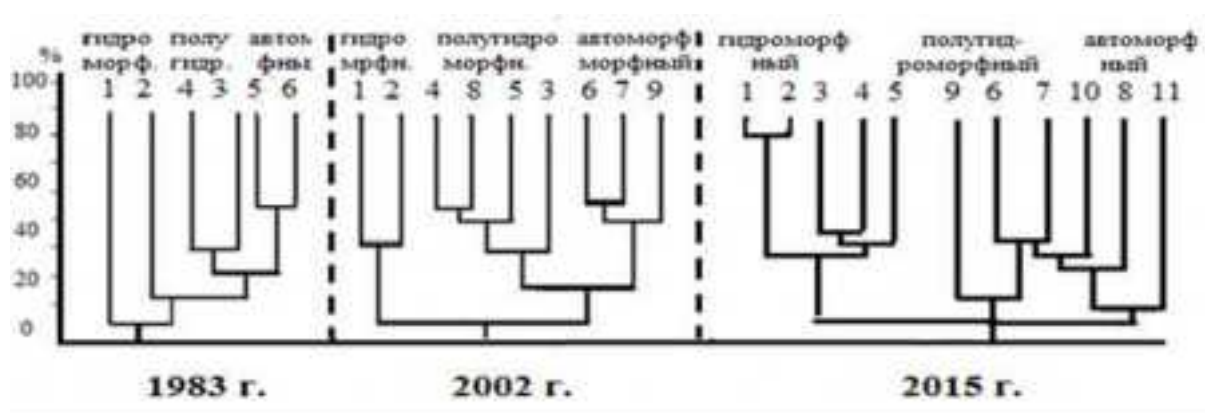 гидро полу автом гидро полугидро автоморф гидроморф полугид- автоморф
% морф. гидр. фны мрфн. морфн. морфный ный роморфный ный
100 1 2 4 3 5 6 1 2 4 8 5 3 6 7 9 1 2 3 4 5 9 6 7 10 8 11
80
60
40
20
0
1983 г. 2002 г. 2015 г.